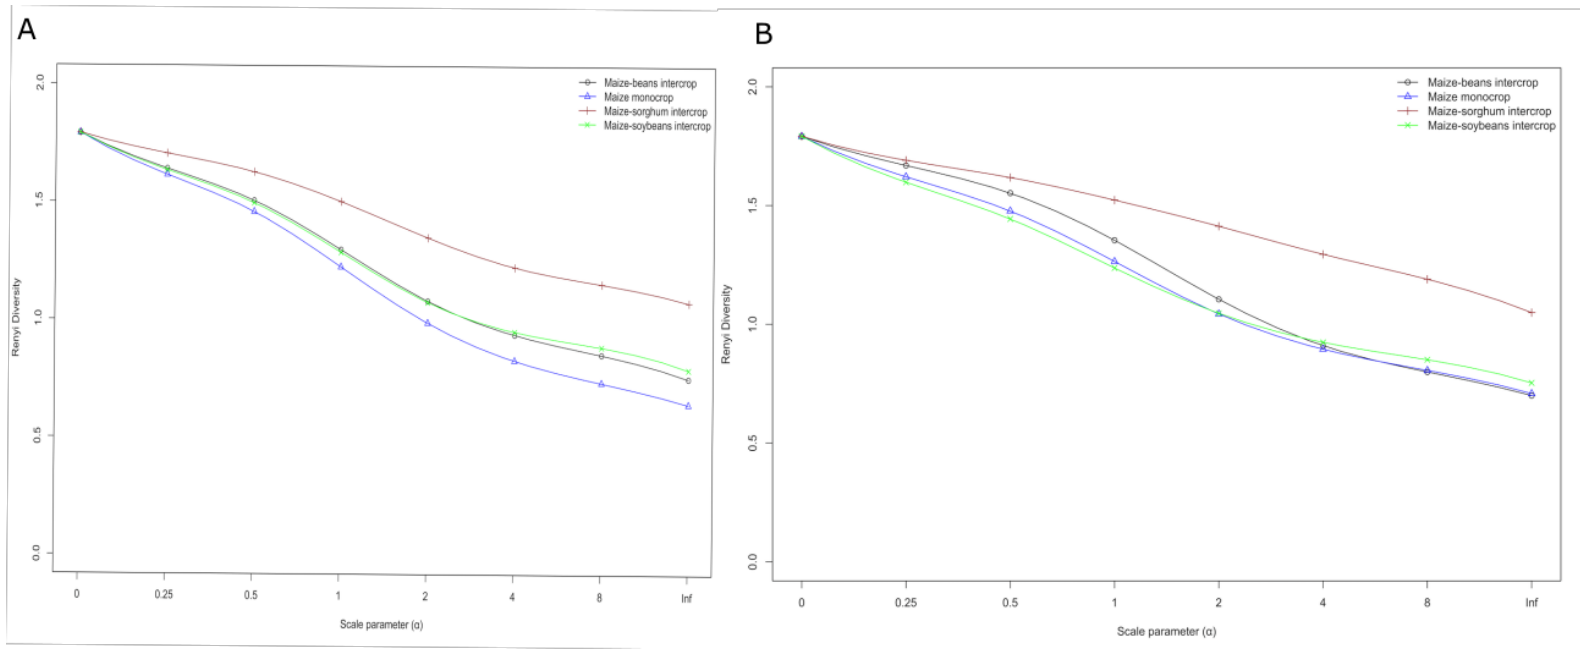 A
Maize-beans intercrop
Maize monocrop
Maize-sorghum intercrop
Maize-soybeans intercrop
2.0
1.5
1.0
0.5
0.0
Renyi Diversity
0 0.25 0.5 1 2 4 8 Inf
Scale parameter (α)
B
Maize-beans intercrop
Maize monocrop
Maize-sorghum intercrop
Maize-soybeans intercrop
2.0
1.5
1.0
0.5
0.0
Renyi Diversity
0 0.25 0.5 1 2 4 8 Inf
Scale parameter (α)